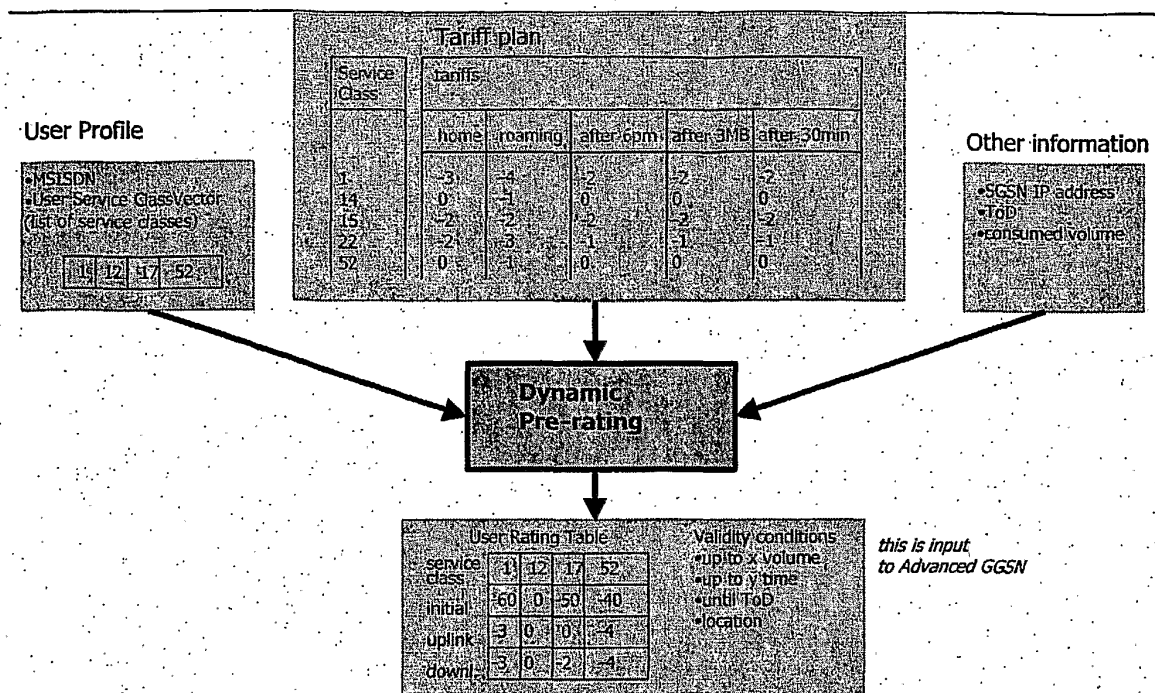 Tariff plan
Service Class
tariffs
home roaming after 6pm after 3MB after 30min
1 -3 -4 -2 -2 -2
14 0 -1 0 0 0
15 -2 -2 -2 -2 -2
22 -2 -3 -1 -1 -1
52 0 -1 0 0 0
User Profile
•MSISDN
•User Service ClassVector
(list of service classes)
12 17 52
Other information
•SGSN IP address
•ToD
•consumed volume
Dynamic
Pre-rating
User Rating Table
service class 1 12 17 52
initial -60 0 -50 -40
uplink -3 0 0 -4
downl. -3 0 -2 -4
Validity conditions
•up to x volume
•up to y time
•until ToD
•location
this is input
to Advanced GGSN